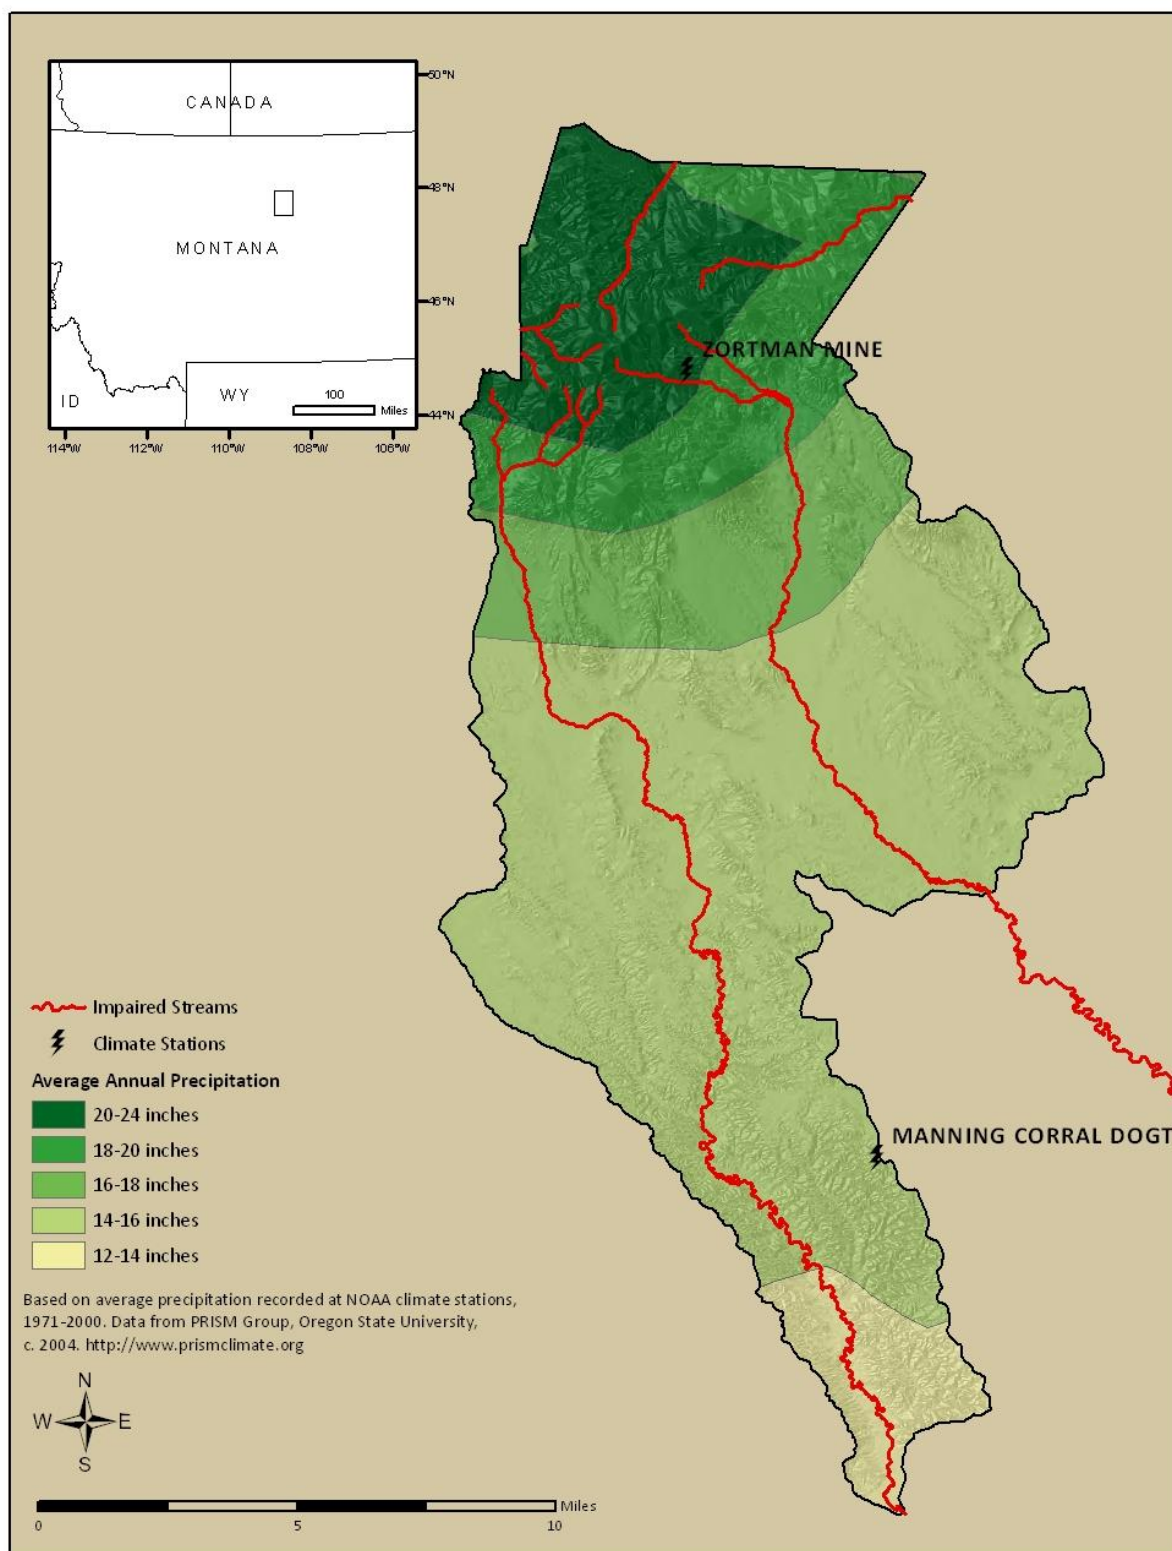 50°N
CANADA
48°N
MONTANA
46°N
ID
WY
100
Miles
44°N
114°W
112°W
110°W
108°W
106°W
ZORTMAN MINE
MANNING CORRAL DOGT
Impaired Streams
Climate Stations
Average Annual Precipitation
20-24 inches
18-20 inches
16-18 inches
14-16 inches
12-14 inches
Based on average precipitation recorded at NOAA climate stations,
1971-2000. Data from PRISM Group, Oregon State University,
c. 2004. http://www.prismclimate.org
N
W
E
S
Miles
0
5
10